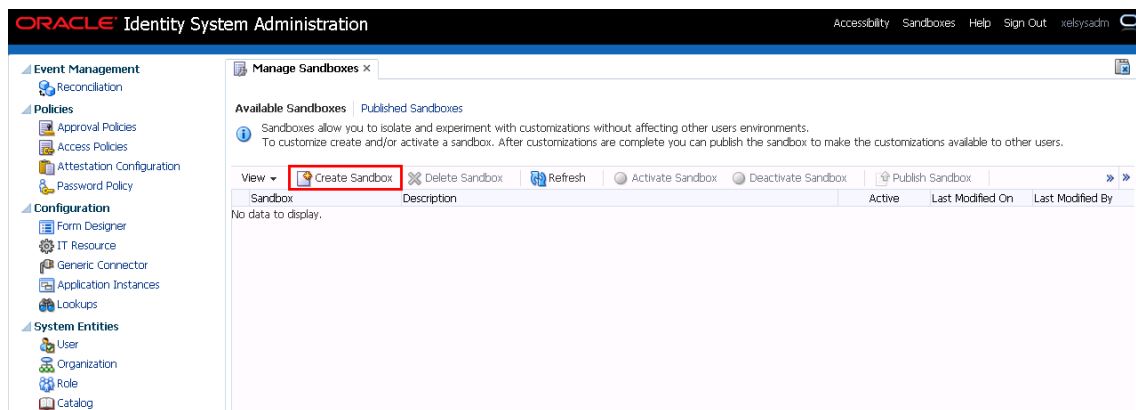 ORACLE Identity System Administration
Accessibility Sandboxes Help Sign Out xelsysadm
Event Management
Reconciliation
Policies
Approval Policies
Access Policies
Attestation Configuration
Password Policy
Configuration
Form Designer
IT Resource
Generic Connector
Application Instances
Lookups
System Entities
User
Organization
Role
Catalog
Manage Sandboxes ×
Available Sandboxes Published Sandboxes
Sandboxes allow you to isolate and experiment with customizations without affecting other users environments.
To customize create and/or activate a sandbox. After customizations are complete you can publish the sandbox to make the customizations available to other users.
View Create Sandbox Delete Sandbox Refresh Activate Sandbox Deactivate Sandbox Publish Sandbox » »
Sandbox Description Active Last Modified On Last Modified By
No data to display.